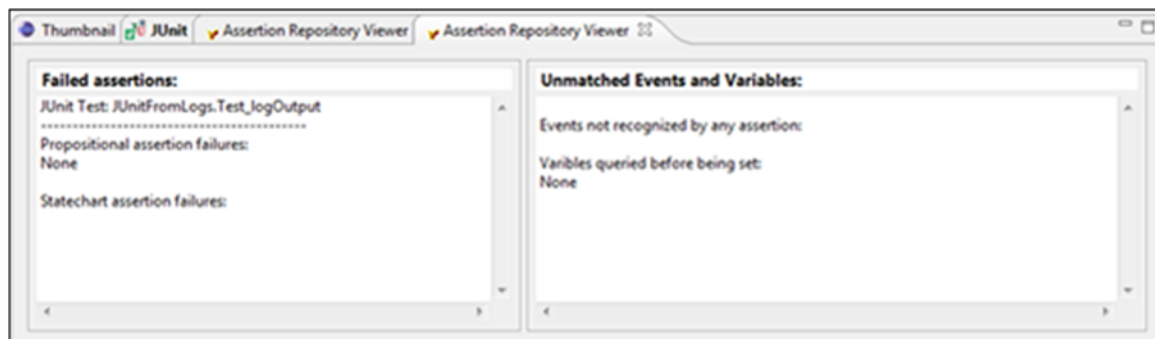 Thumbnail JUnit Assertion Repository Viewer Assertion Repository Viewer
Failed assertions:
JUnit Test: JUnitFromLogs.Test_logOutput
------------------------------------------
Propositional assertion failures:
None
Statechart assertion failures:
Unmatched Events and Variables:
Events not recognized by any assertion:
Varibles queried before being set:
None